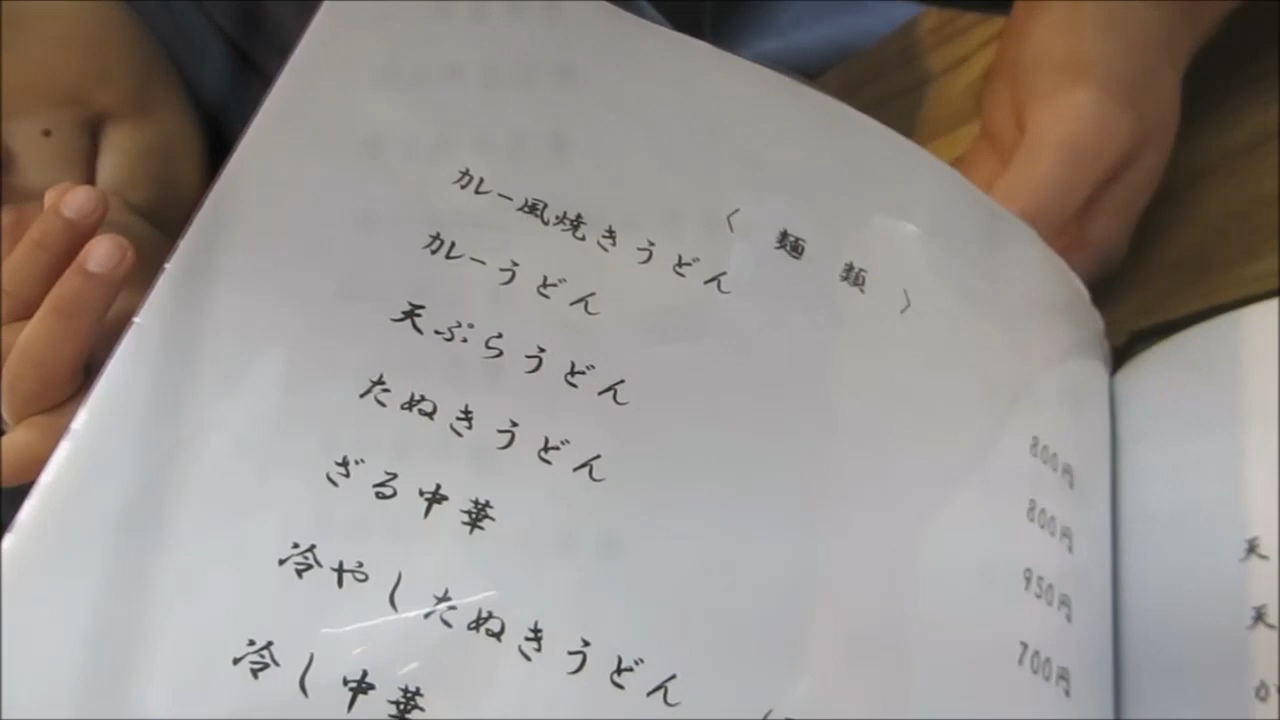 〈 麺 類 〉
カレー風焼きうどん 800円
カレーうどん 800円
天ぷらうどん 950円
たぬきうどん 700円
ざる中華
冷やしたぬきうどん
冷し中華
天
天